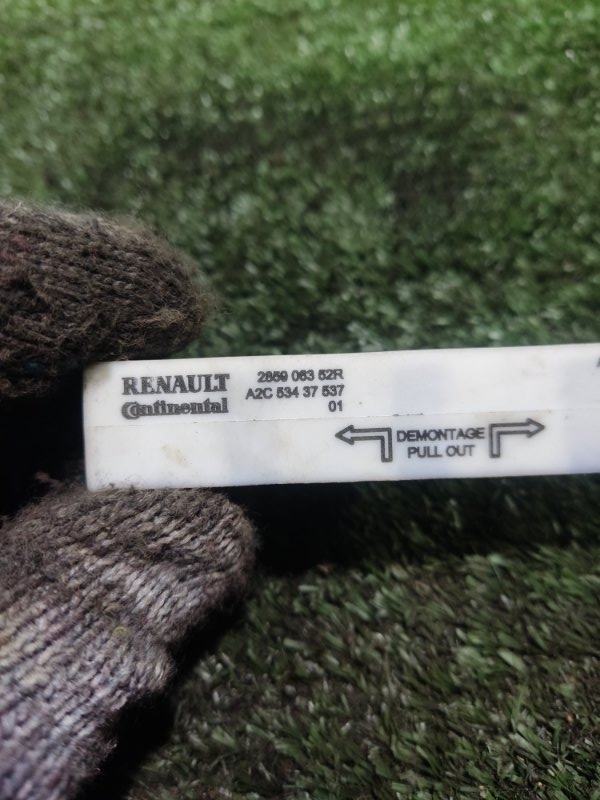 RENAULT 2859 063 52R
Continental A2C 534 37 537
01
DEMONTAGE
PULL OUT